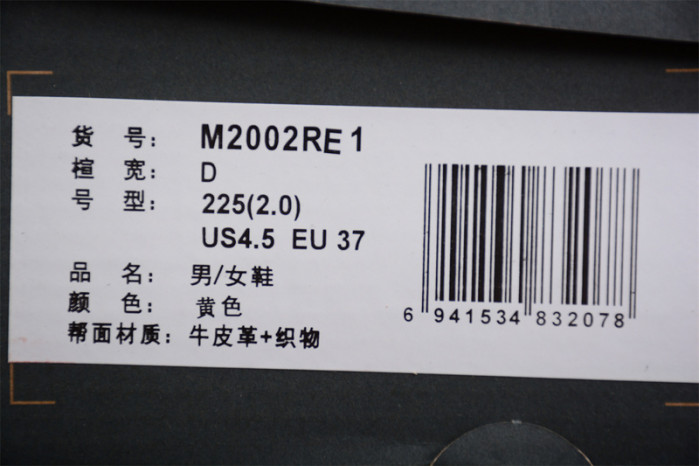 货 号： M2002RE1
楦 宽： D
号 型： 225(2.0)
US4.5 EU 37
品 名： 男/女鞋
颜 色： 黄色
帮面材质： 牛皮革+织物
6 941534 832078